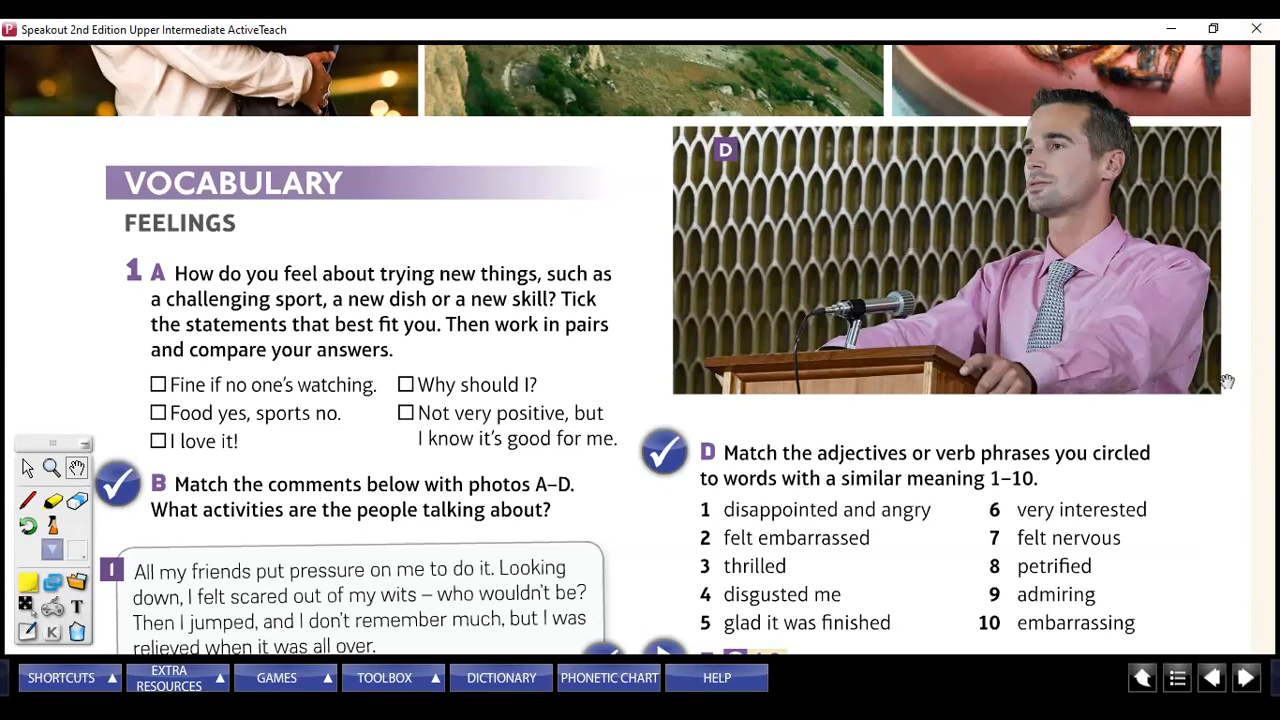 Speakout 2nd Edition Upper Intermediate ActiveTeach
D
VOCABULARY
FEELINGS
1 A How do you feel about trying new things, such as
a challenging sport, a new dish or a new skill? Tick
the statements that best fit you. Then work in pairs
and compare your answers.
Fine if no one's watching.
Food yes, sports no.
I love it!
Why should I?
Not very positive, but
I know it's good for me.
B Match the comments below with photos A–D.
What activities are the people talking about?
1 All my friends put pressure on me to do it. Looking
down, I felt scared out of my wits – who wouldn't be?
Then I jumped, and I don't remember much, but I was
relieved when it was all over.
D Match the adjectives or verb phrases you circled
to words with a similar meaning 1–10.
1 disappointed and angry
2 felt embarrassed
3 thrilled
4 disgusted me
5 glad it was finished
6 very interested
7 felt nervous
8 petrified
9 admiring
10 embarrassing
T
K
SHORTCUTS
EXTRA
RESOURCES
GAMES
TOOLBOX
DICTIONARY
PHONETIC CHART
HELP